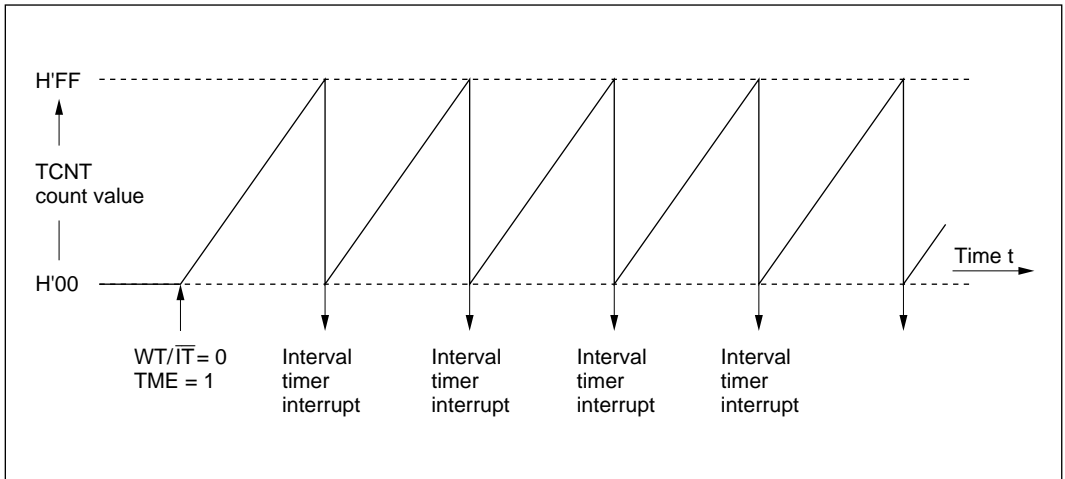 H'FF
TCNT
count value
H'00
Time t
WT/I̅T̅ = 0
TME = 1
Interval
timer
interrupt
Interval
timer
interrupt
Interval
timer
interrupt
Interval
timer
interrupt